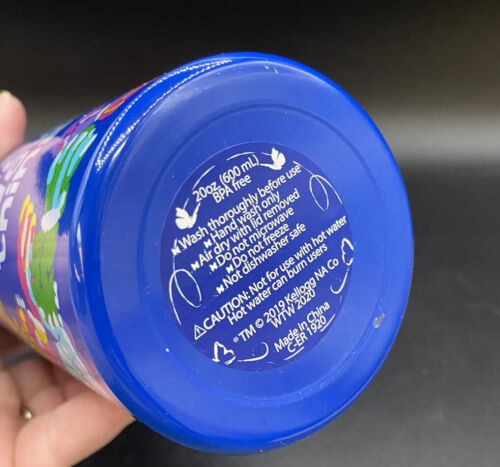 20oz (600 mL)
BPA free
Wash thoroughly before use
Hand wash only
Air dry with lid removed
Do not microwave
Do not freeze
Not dishwasher safe
⚠CAUTION: Not for use with hot water
Hot water can burn users
®™ © 2019 Kellogg NA Co
WTW 2020
Made in China
C-ER 1920